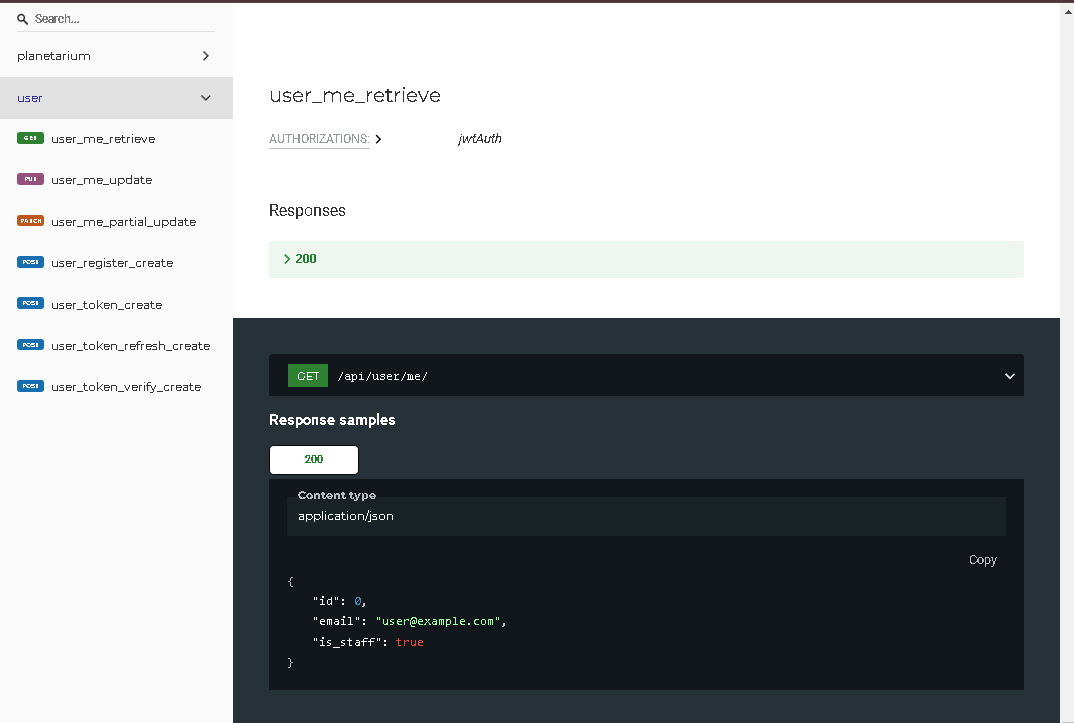 Search...
planetarium
user
GET user_me_retrieve
PUT user_me_update
PATCH user_me_partial_update
POST user_register_create
POST user_token_create
POST user_token_refresh_create
POST user_token_verify_create
user_me_retrieve
AUTHORIZATIONS: jwtAuth
Responses
200
GET /api/user/me/
Response samples
200
Content type
application/json
Copy
{
"id": 0,
"email": "user@example.com",
"is_staff": true
}